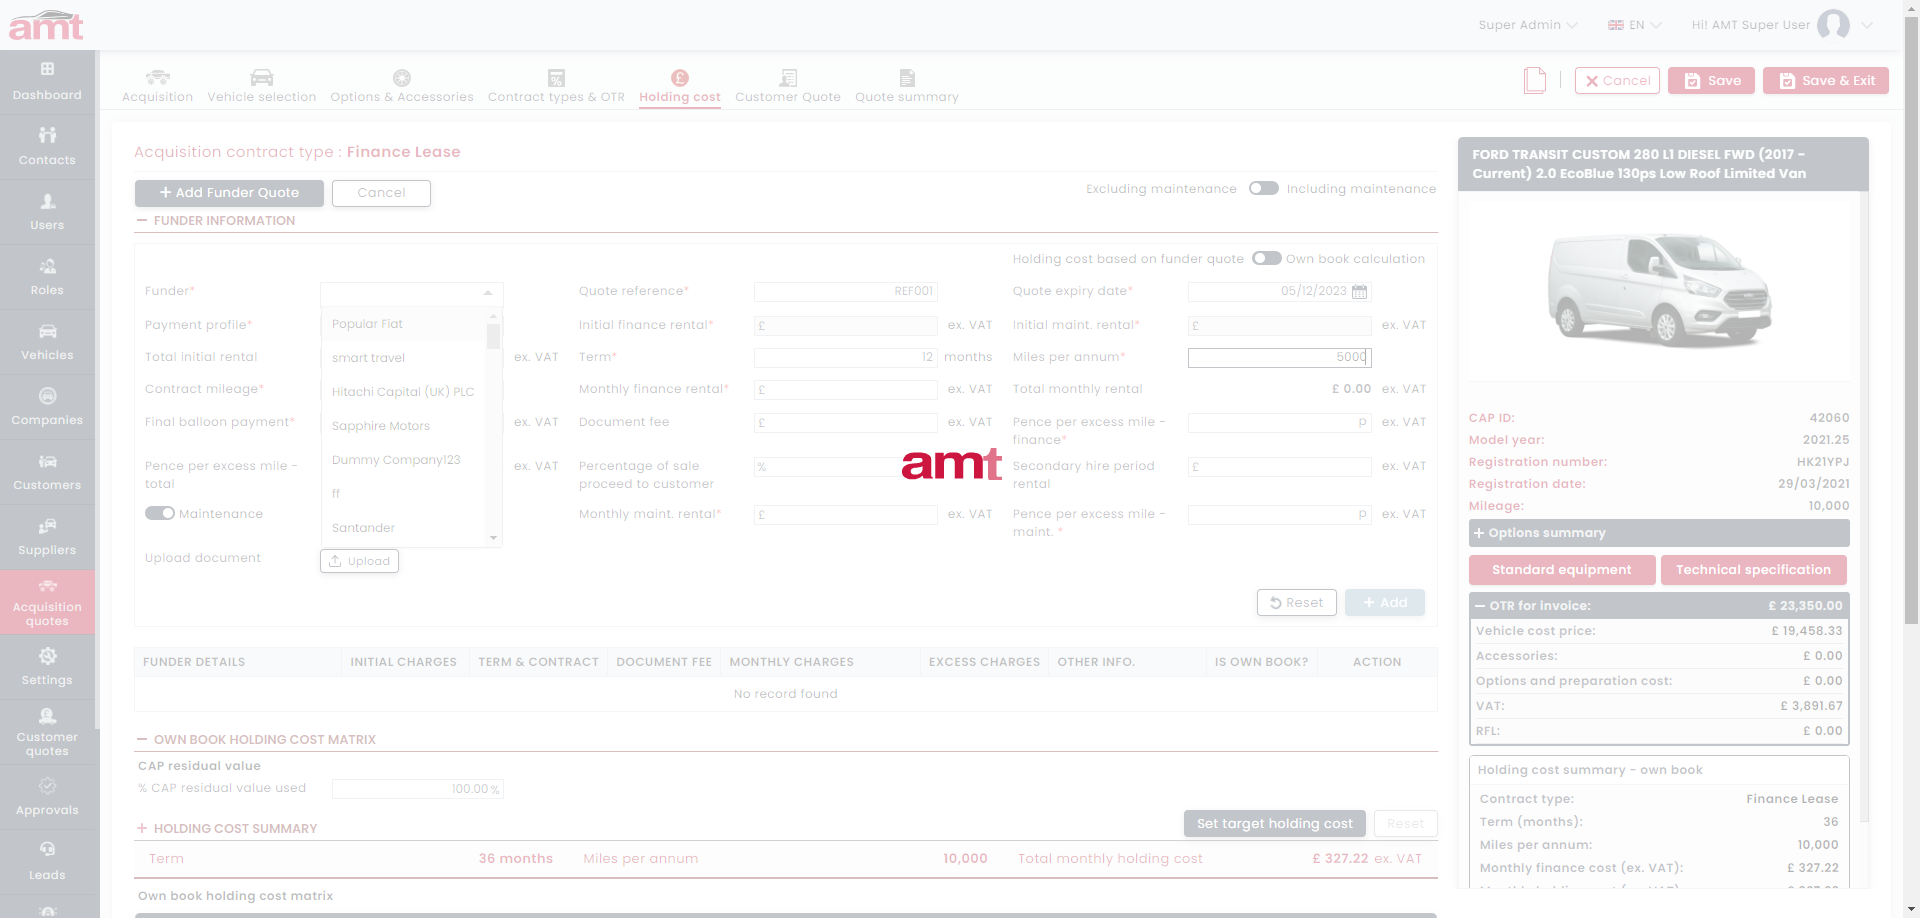 amt
Super Admin
EN
Hi! AMT Super User
Dashboard
Contacts
Users
Roles
Vehicles
Companies
Customers
Suppliers
Acquisition
quotes
Settings
Customer
quotes
Approvals
Leads
Acquisition
Vehicle selection
Options & Accessories
Contract types & OTR
Holding cost
Customer Quote
Quote summary
Cancel
Save
Save & Exit
Acquisition contract type : Finance Lease
+ Add Funder Quote
Cancel
Excluding maintenance
Including maintenance
FUNDER INFORMATION
Holding cost based on funder quote
Own book calculation
Funder*
Quote reference*
REF001
Quote expiry date*
05/12/2023
Payment profile*
Initial finance rental*
£
ex. VAT
Initial maint. rental*
£
ex. VAT
Total initial rental
ex. VAT
Term*
12
months
Miles per annum*
5000
Contract mileage*
Monthly finance rental*
£
ex. VAT
Total monthly rental
£ 0.00
ex. VAT
Final balloon payment*
ex. VAT
Document fee
£
ex. VAT
Pence per excess mile -
finance*
p
ex. VAT
Pence per excess mile -
total
ex. VAT
Percentage of sale
proceed to customer
%
amt
Secondary hire period
rental
£
ex. VAT
Maintenance
Monthly maint. rental*
£
ex. VAT
Pence per excess mile -
maint. *
p
ex. VAT
Popular Fiat
smart travel
Hitachi Capital (UK) PLC
Sapphire Motors
Dummy Company123
ff
Santander
Upload document
Upload
Reset
+ Add
FUNDER DETAILS
INITIAL CHARGES
TERM & CONTRACT
DOCUMENT FEE
MONTHLY CHARGES
EXCESS CHARGES
OTHER INFO.
IS OWN BOOK?
ACTION
No record found
OWN BOOK HOLDING COST MATRIX
CAP residual value
% CAP residual value used
100.00 %
HOLDING COST SUMMARY
Set target holding cost
Reset
Term
36 months
Miles per annum
10,000
Total monthly holding cost
£ 327.22 ex. VAT
Own book holding cost matrix
FORD TRANSIT CUSTOM 280 L1 DIESEL FWD (2017 -
Current) 2.0 EcoBlue 130ps Low Roof Limited Van
CAP ID:
42060
Model year:
2021.25
Registration number:
HK21YPJ
Registration date:
29/03/2021
Mileage:
10,000
+ Options summary
Standard equipment
Technical specification
OTR for invoice:
£ 23,350.00
Vehicle cost price:
£ 19,458.33
Accessories:
£ 0.00
Options and preparation cost:
£ 0.00
VAT:
£ 3,891.67
RFL:
£ 0.00
Holding cost summary - own book
Contract type:
Finance Lease
Term (months):
36
Miles per annum:
10,000
Monthly finance cost (ex. VAT):
£ 327.22